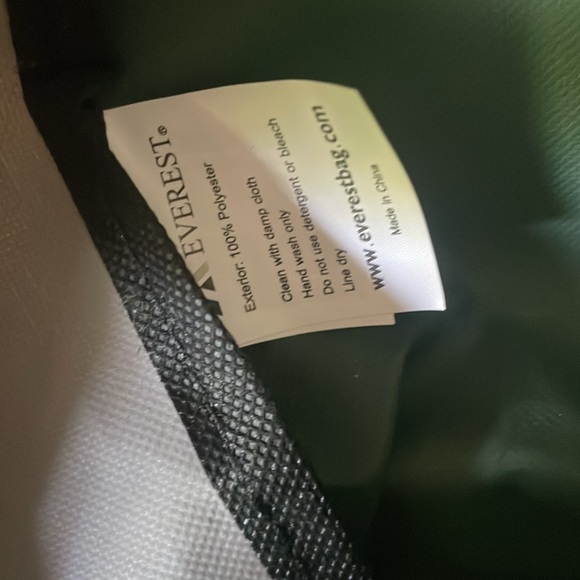 EVEREST®
Exterior: 100% Polyester
Clean with damp cloth
Hand wash only
Do not use detergent or bleach
Line dry
www.everestbag.com
Made in China